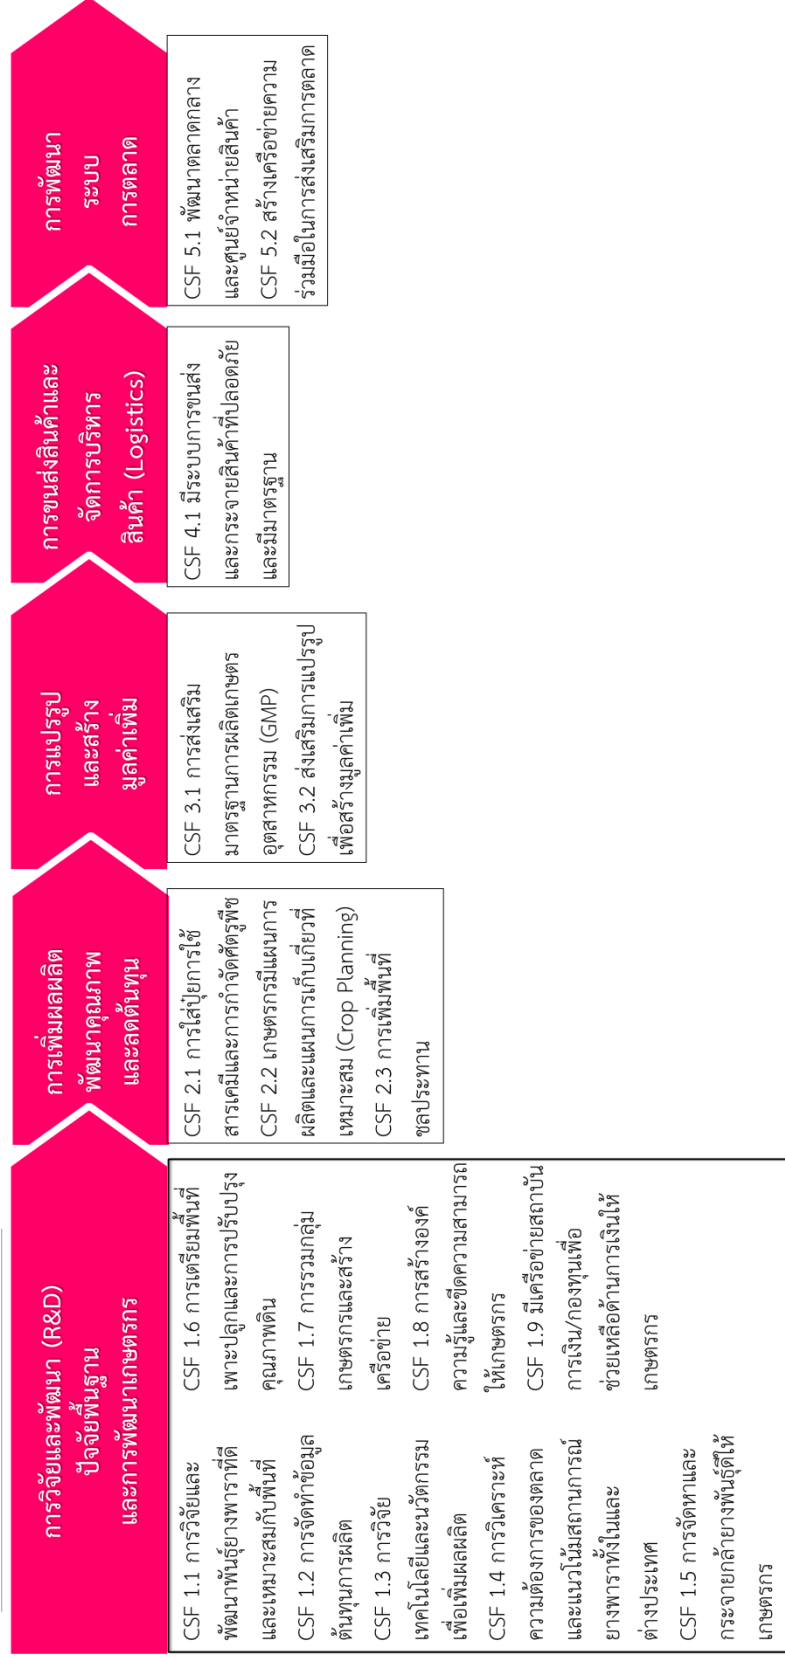 การวิจัยและพัฒนา (R&D)
ปัจจัยพื้นฐาน
และการพัฒนาเกษตรกร
CSF 1.1 การวิจัยและ
พัฒนาพันธุ์ยางพาราที่ดี
และเหมาะสมกับพื้นที่
CSF 1.2 การจัดทำข้อมูล
ต้นทุนการผลิต
CSF 1.3 การวิจัย
เทคโนโลยีและนวัตกรรม
เพื่อเพิ่มผลผลิต
CSF 1.4 การวิเคราะห์
ความต้องการของตลาด
และแนวโน้มสถานการณ์
ยางพาราทั้งในและ
ต่างประเทศ
CSF 1.5 การจัดหาและ
กระจายกล้ายางพันธุ์ดีให้
เกษตรกร
CSF 1.6 การเตรียมพื้นที่
เพาะปลูกและการปรับปรุง
คุณภาพดิน
CSF 1.7 การรวมกลุ่ม
เกษตรกรและสร้าง
เครือข่าย
CSF 1.8 การสร้างองค์
ความรู้และขีดความสามารถ
ให้เกษตรกร
CSF 1.9 มีเครือข่ายสถาบัน
การเงิน/กองทุนเพื่อ
ช่วยเหลือด้านการเงินให้
เกษตรกร
การเพิ่มผลผลิต
พัฒนาคุณภาพ
และลดต้นทุน
CSF 2.1 การใส่ปุ๋ยการใช้
สารเคมีและการกำจัดศัตรูพืช
CSF 2.2 เกษตรกรมีแผนการ
ผลิตและแผนการเก็บเกี่ยวที่
เหมาะสม (Crop Planning)
CSF 2.3 การเพิ่มพื้นที่
ชลประทาน
การแปรรูป
และสร้าง
มูลค่าเพิ่ม
CSF 3.1 การส่งเสริม
มาตรฐานการผลิตเกษตร
อุตสาหกรรม (GMP)
CSF 3.2 ส่งเสริมการแปรรูป
เพื่อสร้างมูลค่าเพิ่ม
การขนส่งสินค้าและ
จัดการบริหาร
สินค้า (Logistics)
CSF 4.1 มีระบบการขนส่ง
และกระจายสินค้าที่ปลอดภัย
และมีมาตรฐาน
การพัฒนา
ระบบ
การตลาด
CSF 5.1 พัฒนาตลาดกลาง
และศูนย์จำหน่ายสินค้า
CSF 5.2 สร้างเครือข่ายความ
ร่วมมือในการส่งเสริมการตลาด